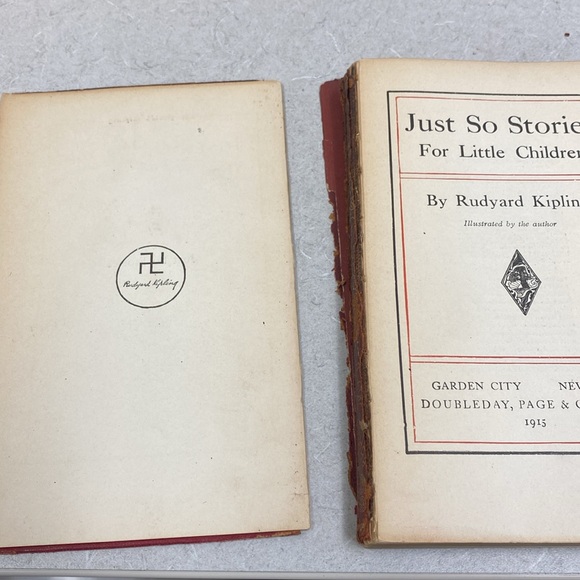 Rudyard Kipling
Just So Storie
For Little Children
By Rudyard Kiplin
Illustrated by the author
GARDEN CITY NEW
DOUBLEDAY, PAGE & C
1915